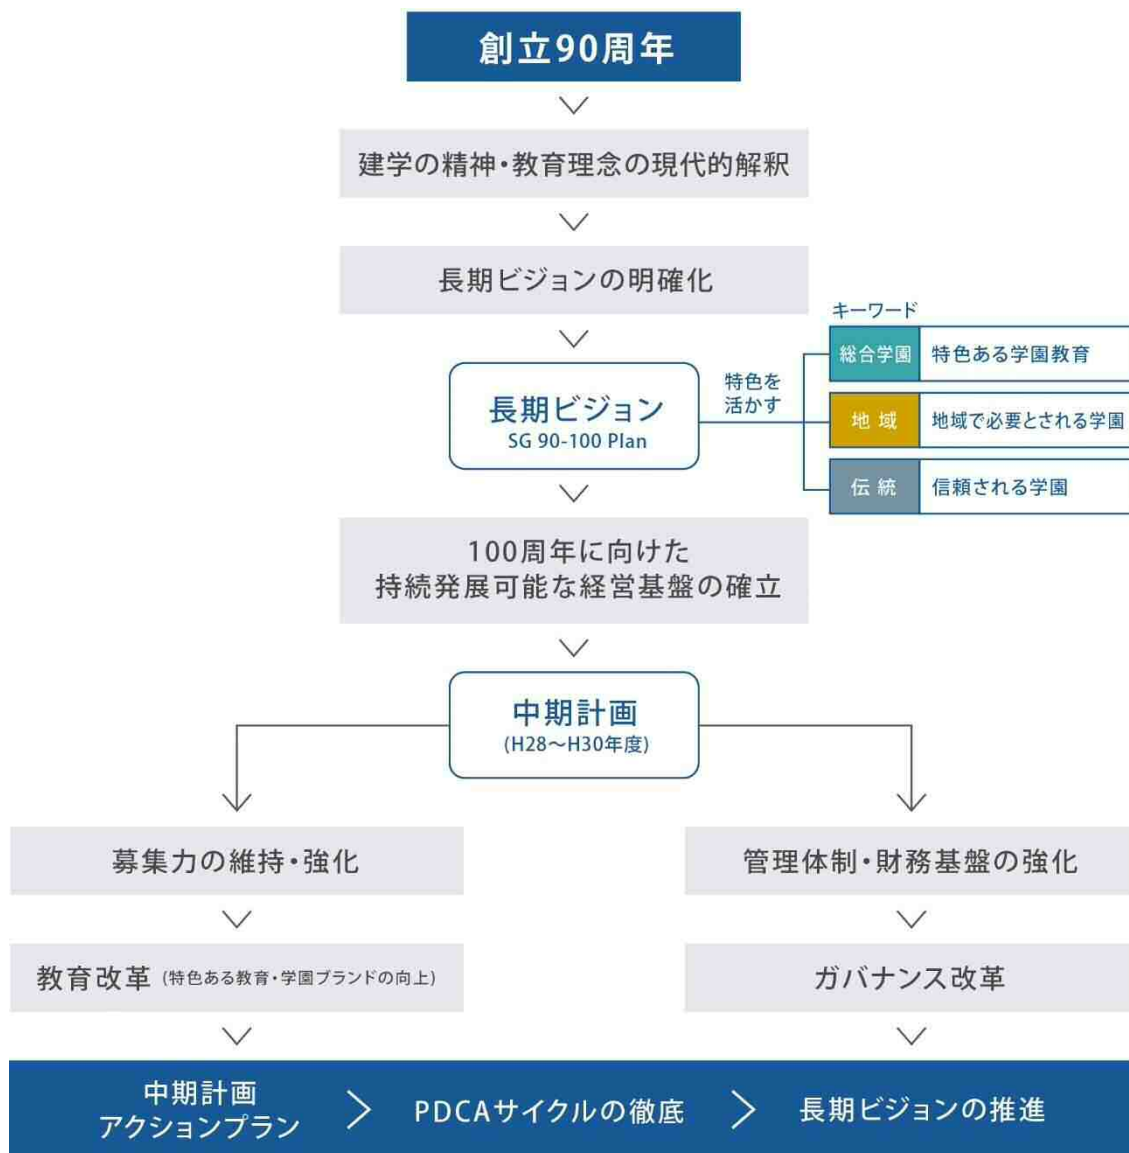 創立90周年
建学の精神・教育理念の現代的解釈
長期ビジョンの明確化
長期ビジョン
SG 90-100 Plan
特色を
活かす
キーワード
総合学園 特色ある学園教育
地域 地域で必要とされる学園
伝統 信頼される学園
100周年に向けた
持続発展可能な経営基盤の確立
中期計画
(H28～H30年度)
募集力の維持・強化
管理体制・財務基盤の強化
教育改革 (特色ある教育・学園ブランドの向上)
ガバナンス改革
中期計画
アクションプラン
PDCAサイクルの徹底
長期ビジョンの推進